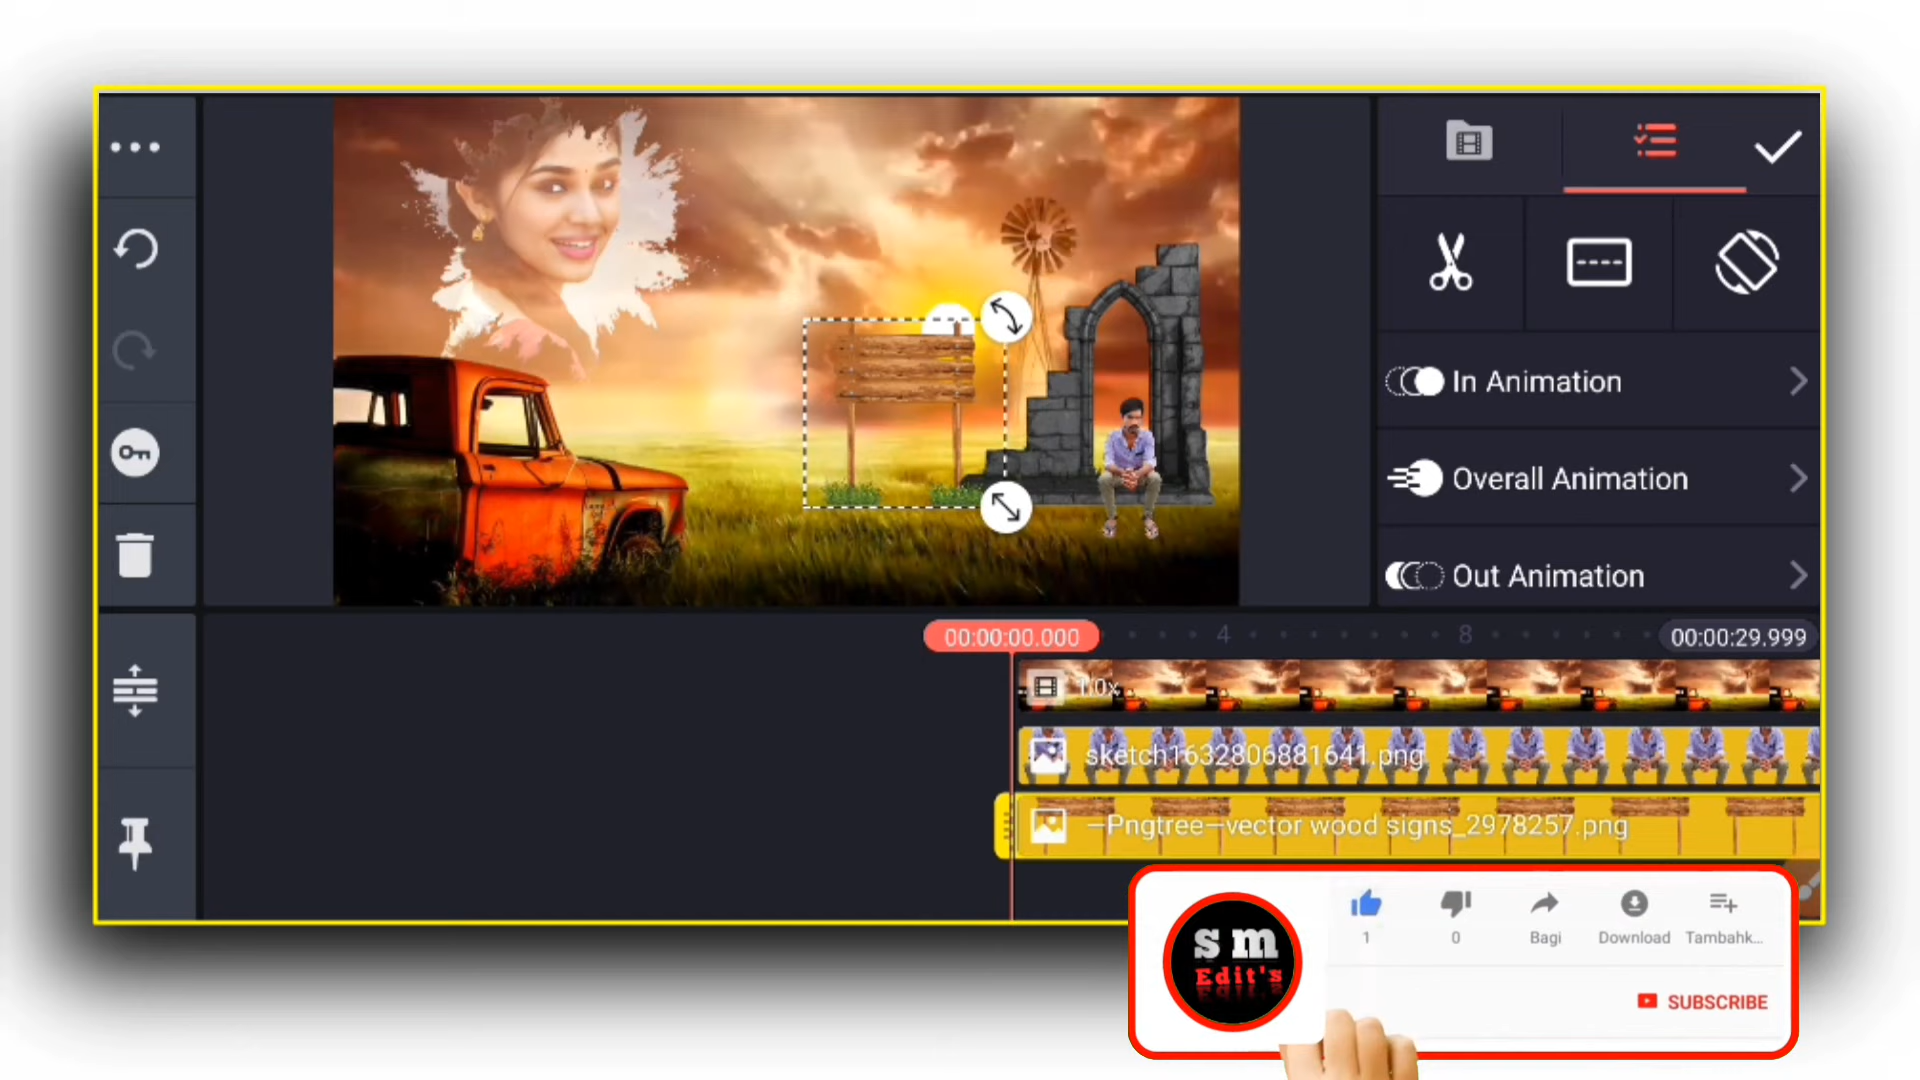 In Animation
Overall Animation
Out Animation
00:00:00.000
4
8
00:00:29.999
1.0x
sketch1632806881641.png
—Pngtree—vector wood signs_2978257.png
s m
Edit's
1
0
Bagi
Download
Tambahk...
SUBSCRIBE